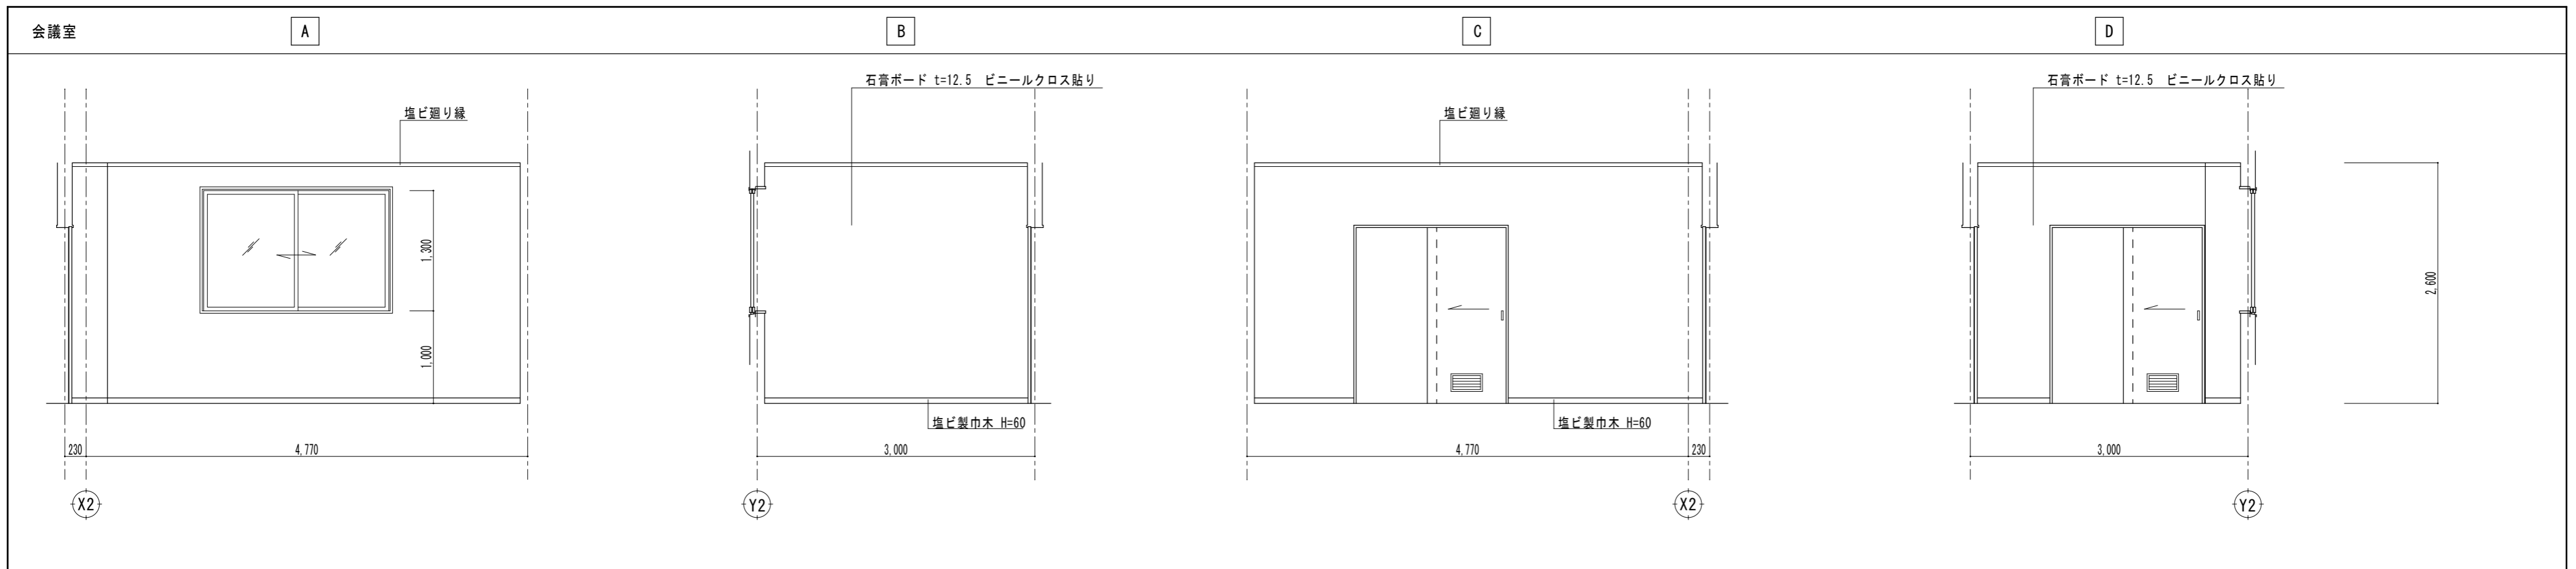 会議室
A
B
C
D
石膏ボード t=12.5 ビニールクロス貼り
石膏ボード t=12.5 ビニールクロス貼り
塩ビ廻り縁
塩ビ廻り縁
1,300
1,000
2,600
塩ビ製巾木 H=60
塩ビ製巾木 H=60
230
4,770
3,000
4,770
230
3,000
X2
Y2
X2
Y2